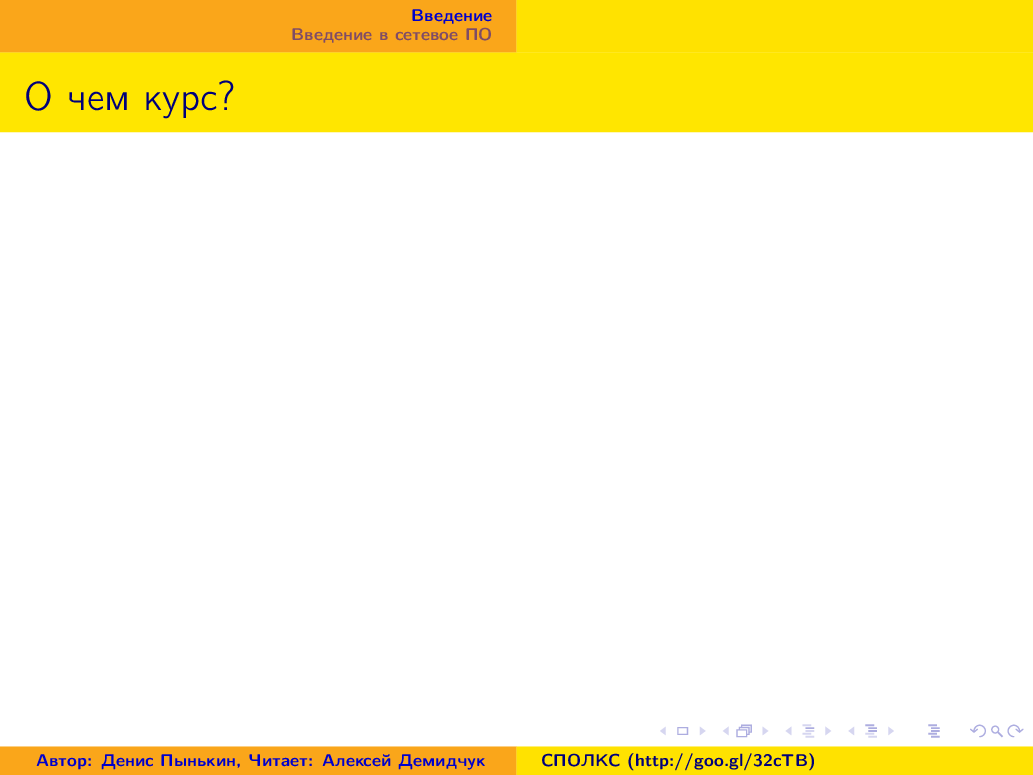 Введение
Введение в сетевое ПО
О чем курс?
Автор: Денис Пынькин, Читает: Алексей Демидчук
СПОЛКС (http://goo.gl/32cTB)